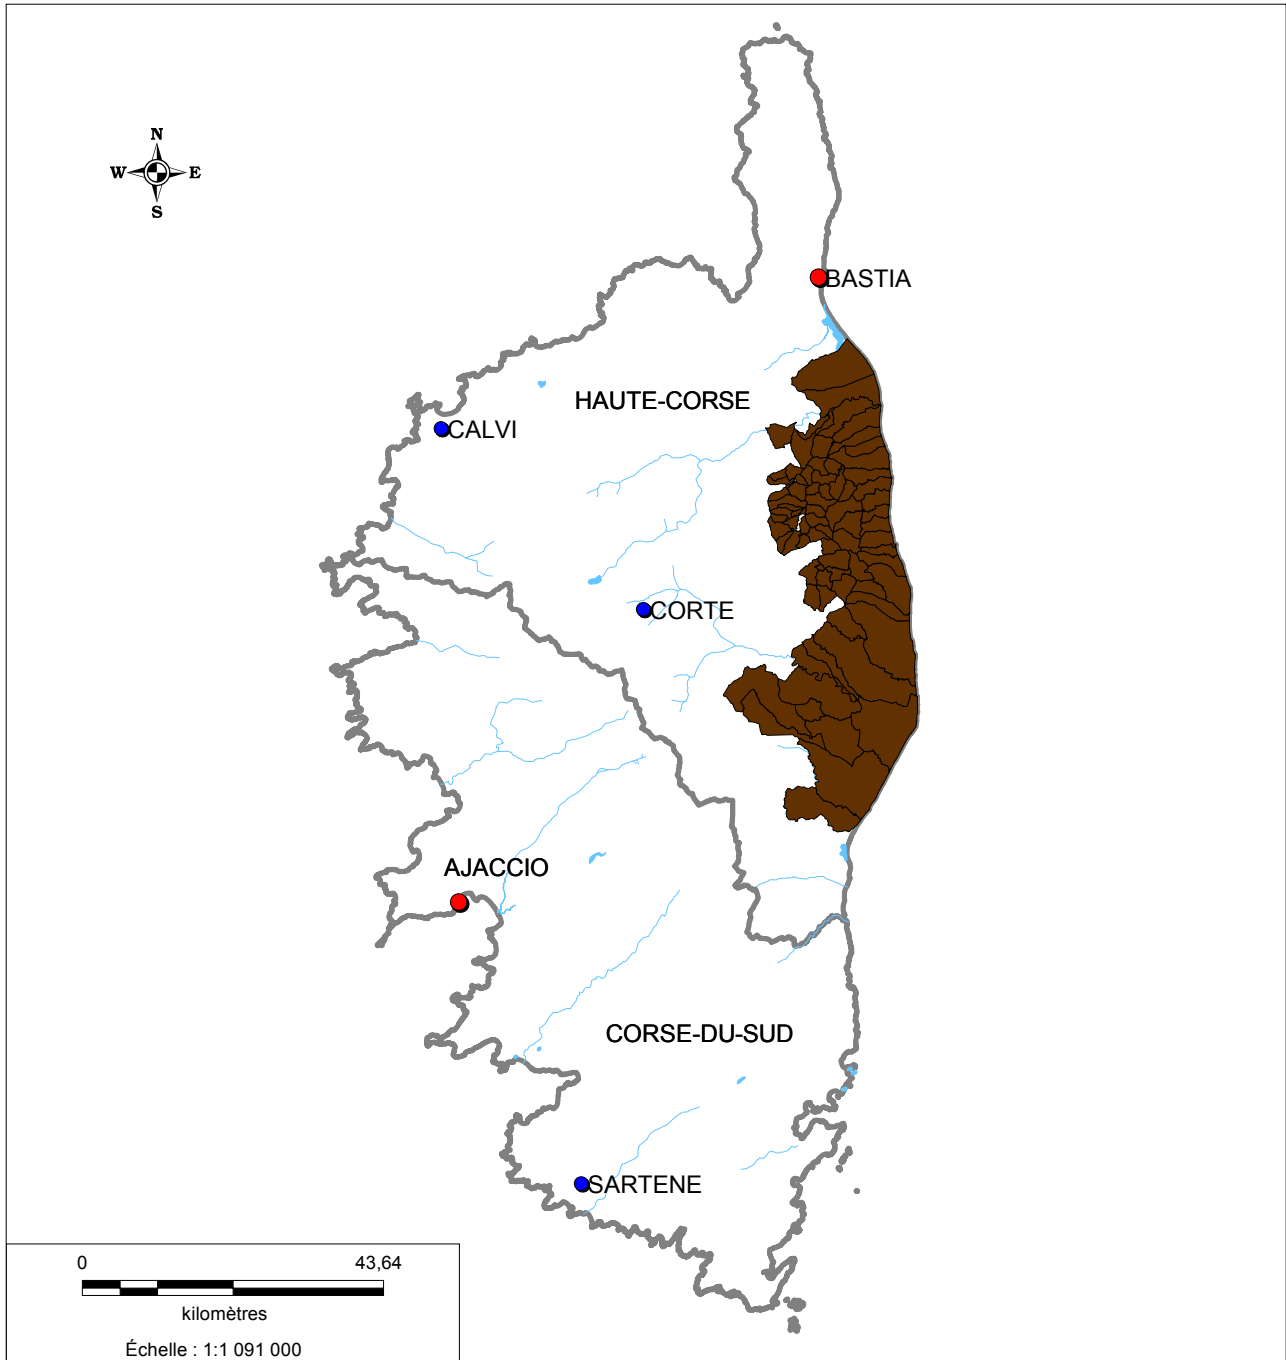 N
W E
S
BASTIA
HAUTE-CORSE
CALVI
CORTE
AJACCIO
CORSE-DU-SUD
SARTENE
0 43,64
kilomètres
Échelle : 1:1 091 000